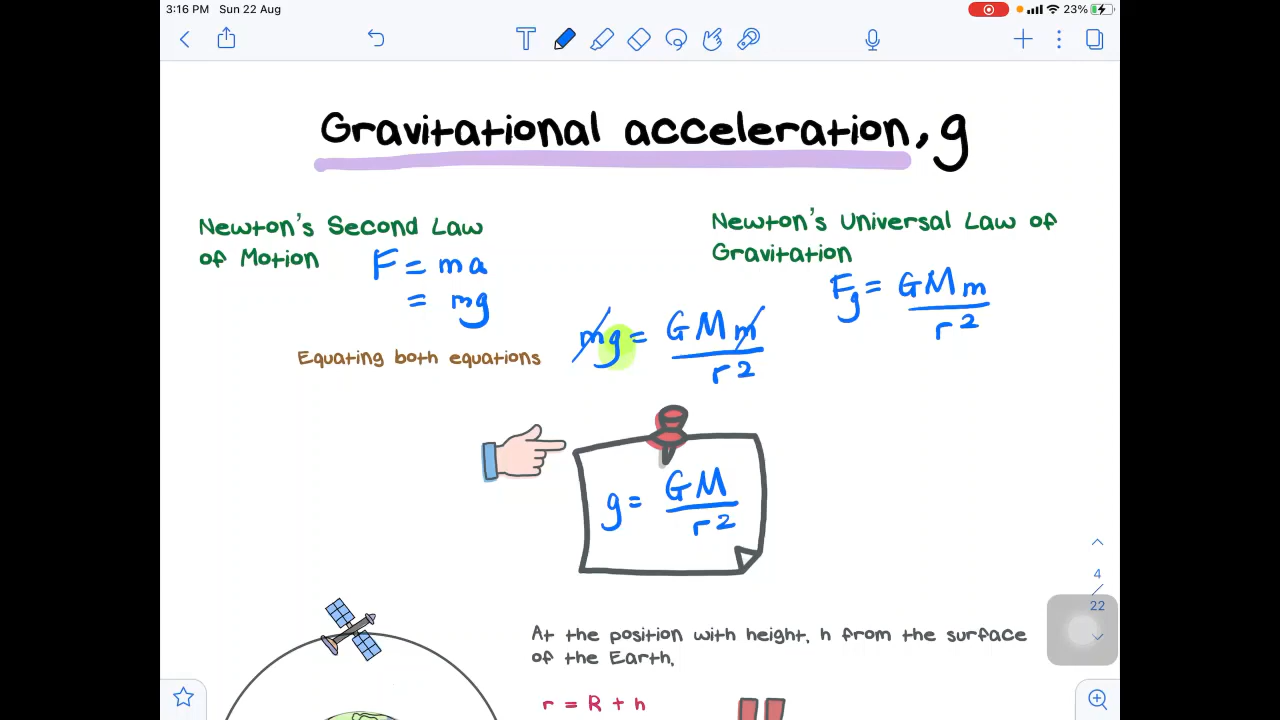 3:16 PM Sun 22 Aug 23%
T
Gravitational acceleration, g
Newton's Second Law
of Motion
F = ma
= mg
Newton's Universal Law of
Gravitation
Fg = GMm / r²
Equating both equations
mg = GMm / r²
g = GM / r²
4 / 22
At the position with height, h from the surface
of the Earth,
r = R + h